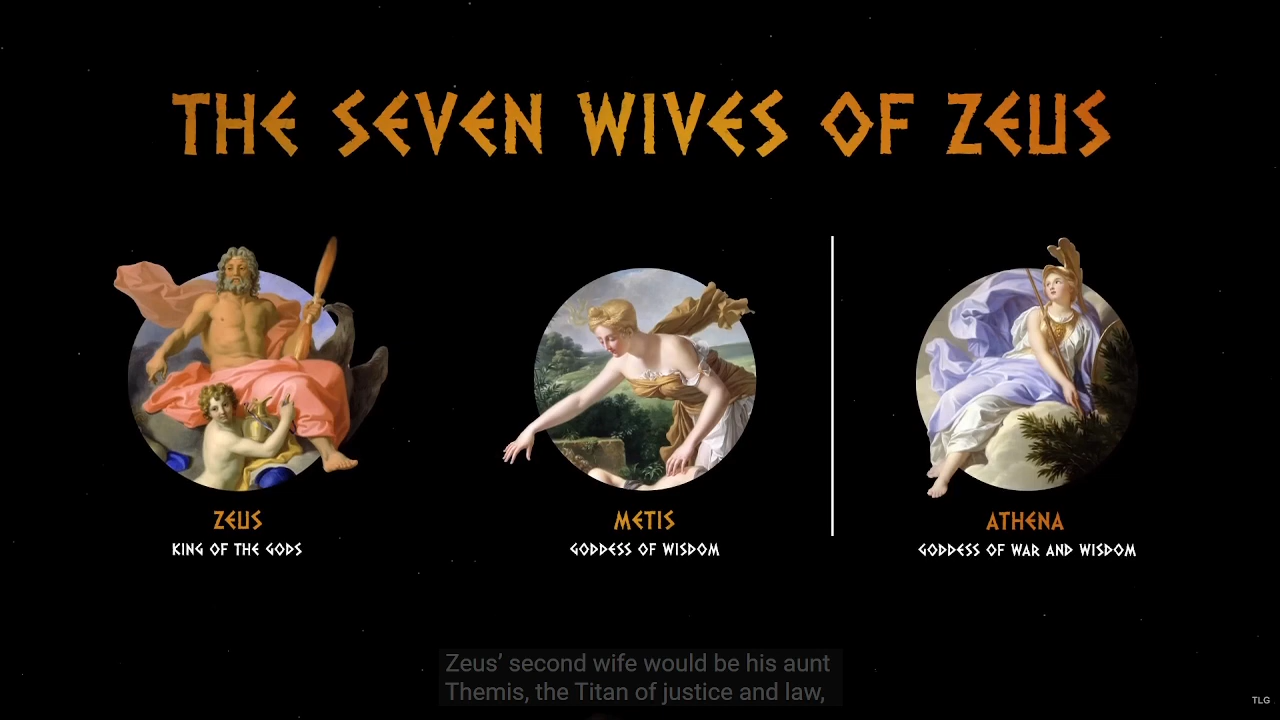 THE SEVEN WIVES OF ZEUS
ZEUS
KING OF THE GODS
METIS
GODDESS OF WISDOM
ATHENA
GODDESS OF WAR AND WISDOM
Zeus’ second wife would be his aunt
Themis, the Titan of justice and law,
TLG